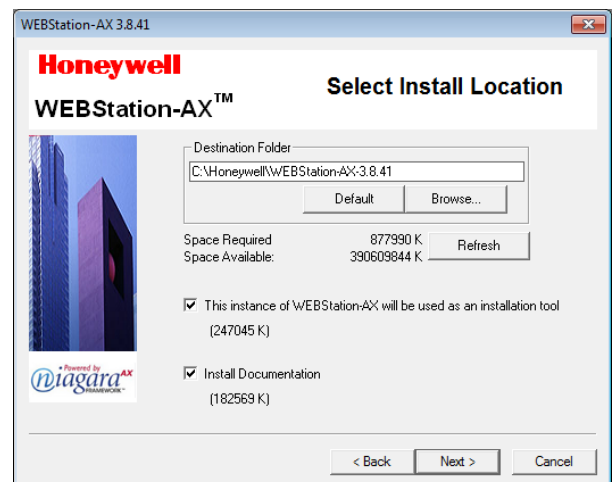 WEBStation-AX 3.8.41
Honeywell
WEBStation-AX™
Select Install Location
Destination Folder
C:\Honeywell\WEBStation-AX-3.8.41
Default
Browse...
Space Required 877990 K
Refresh
Space Available: 390609844 K
This instance of WEBStation-AX will be used as an installation tool
(247045 K)
Powered by
niagara AX
FRAMEWORK™
Install Documentation
(182569 K)
< Back
Next >
Cancel